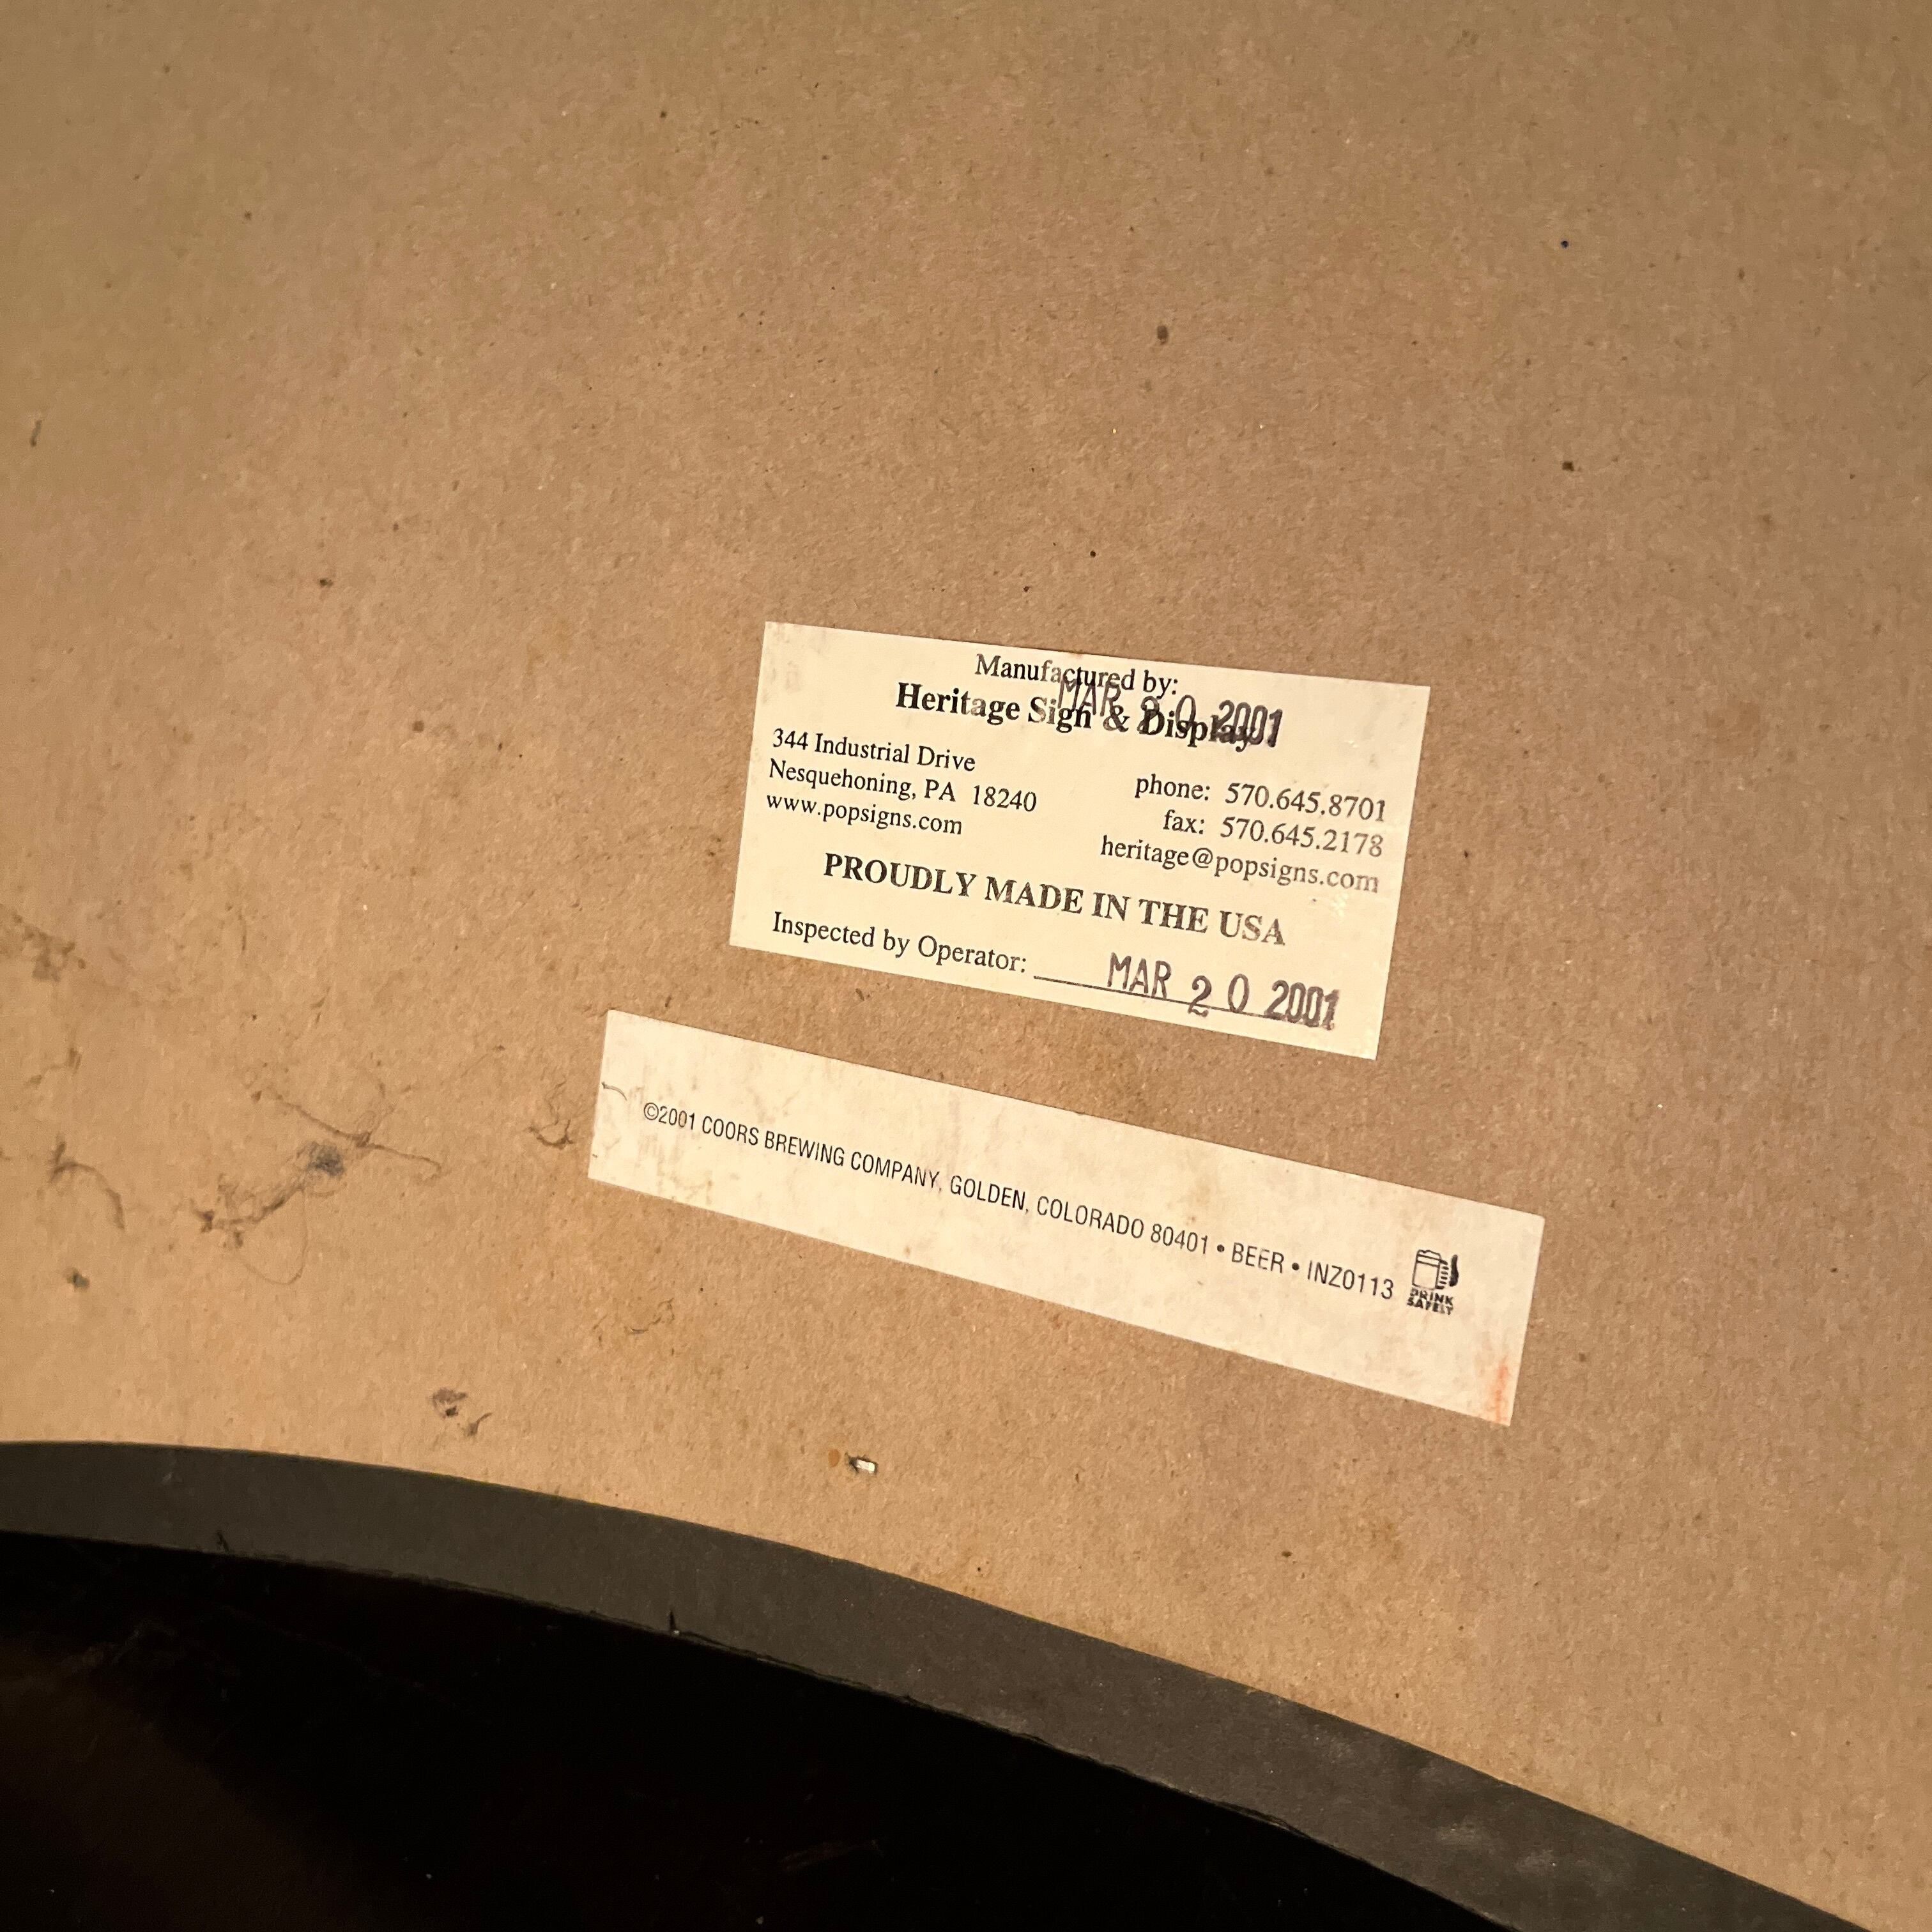 Manufactured by:
MAR 20 2001
Heritage Sign & Display
344 Industrial Drive
Nesquehoning, PA 18240
www.popsigns.com
phone: 570.645.8701
fax: 570.645.2178
heritage@popsigns.com
PROUDLY MADE IN THE USA
Inspected by Operator: MAR 20 2001
©2001 COORS BREWING COMPANY, GOLDEN, COLORADO 80401 • BEER • INZ0113
DRINK
SAFELY